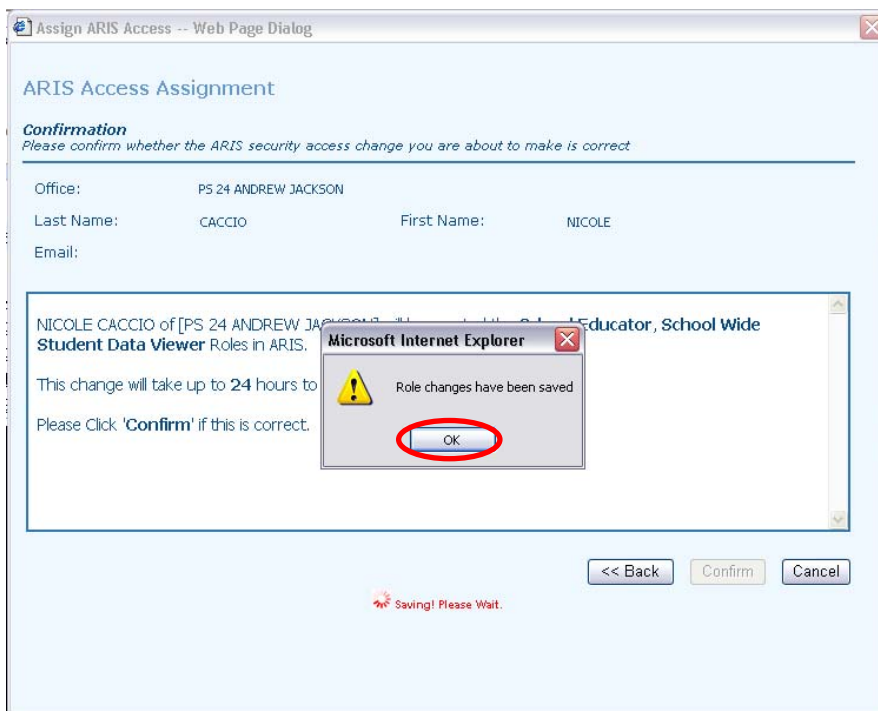 Assign ARIS Access -- Web Page Dialog
ARIS Access Assignment
Confirmation
Please confirm whether the ARIS security access change you are about to make is correct
Office: PS 24 ANDREW JACKSON
Last Name: CACCIO First Name: NICOLE
Email:
NICOLE CACCIO of [PS 24 ANDREW Educator, School Wide
Student Data Viewer Roles in ARIS.
This change will take up to 24 hours to
Please Click 'Confirm' if this is correct.
Microsoft Internet Explorer
Role changes have been saved
OK
<< Back Confirm Cancel
Saving! Please Wait.